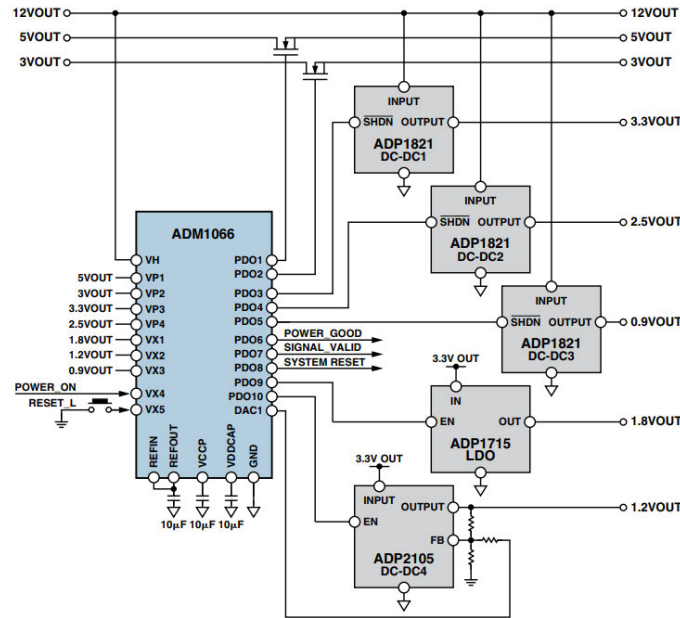 12VOUT
5VOUT
3VOUT
12VOUT
5VOUT
3VOUT
INPUT
SHDN OUTPUT
ADP1821
DC-DC1
3.3VOUT
INPUT
SHDN OUTPUT
ADP1821
DC-DC2
2.5VOUT
INPUT
SHDN OUTPUT
ADP1821
DC-DC3
0.9VOUT
ADM1066
VH
5VOUT VP1
3VOUT VP2
3.3VOUT VP3
2.5VOUT VP4
1.8VOUT VX1
1.2VOUT VX2
0.9VOUT VX3
POWER_ON VX4
RESET_L VX5
PDO1
PDO2
PDO3
PDO4
PDO5
PDO6 POWER_GOOD
PDO7 SIGNAL_VALID
PDO8 SYSTEM RESET
PDO9
PDO10
DAC1
REFIN
REFOUT
VCCP
VDDCAP
GND
10µF 10µF 10µF
3.3V OUT
IN
EN OUT
ADP1715
LDO
1.8VOUT
3.3V OUT
INPUT
OUTPUT
EN
FB
ADP2105
DC-DC4
1.2VOUT